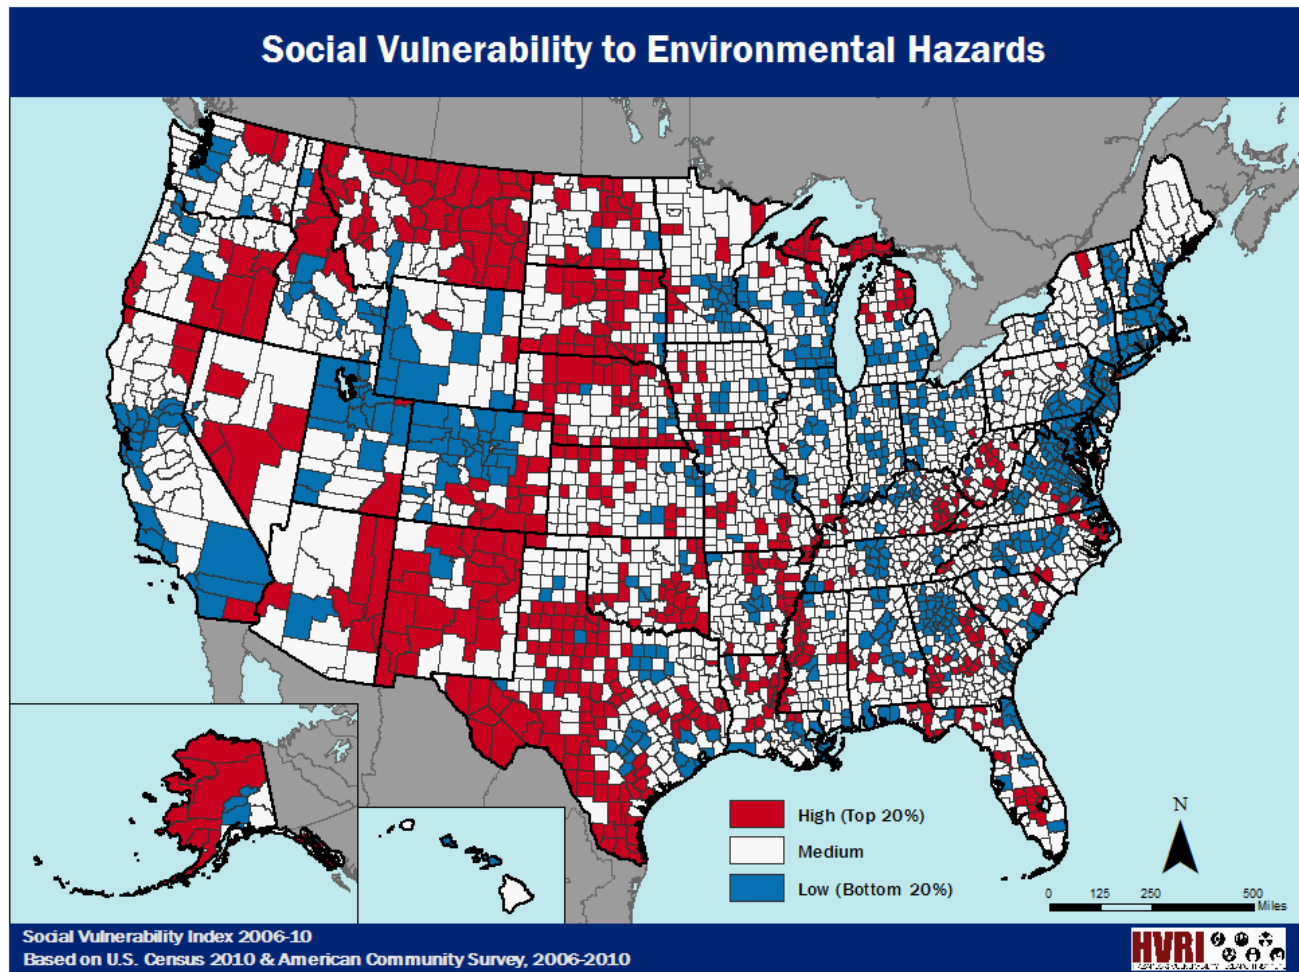 Social Vulnerability to Environmental Hazards
N
High (Top 20%)
Medium
Low (Bottom 20%)
0 125 250 500
Miles
Social Vulnerability Index 2006-10
Based on U.S. Census 2010 & American Community Survey, 2006-2010
HVRI